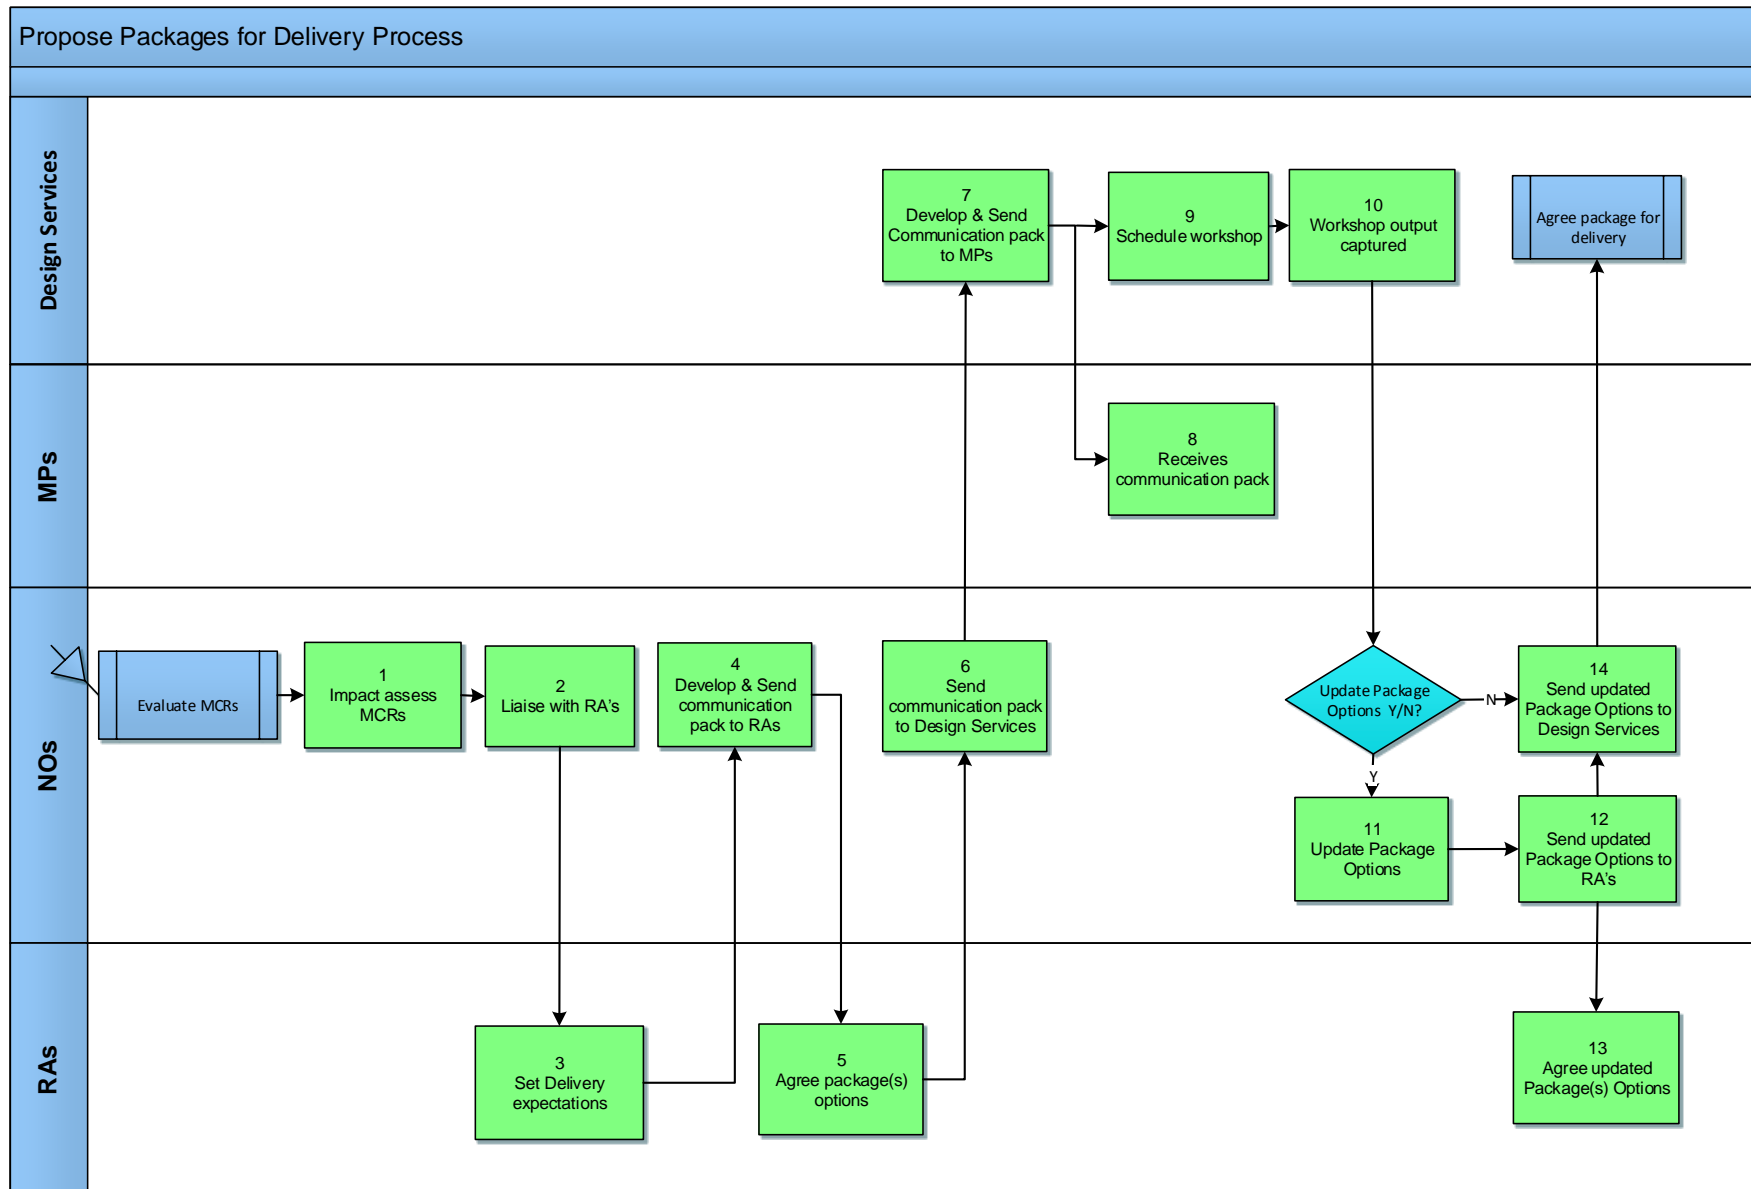 Propose Packages for Delivery Process
Design Services
7
Develop & Send
Communication pack
to MPs
9
Schedule workshop
10
Workshop output
captured
Agree package for
delivery
MPs
8
Receives
communication pack
NOs
Evaluate MCRs
1
Impact assess
MCRs
2
Liaise with RA's
4
Develop & Send
communication
pack to RAs
6
Send
communication pack
to Design Services
Update Package
Options Y/N?
N
Y
14
Send updated
Package Options to
Design Services
11
Update Package
Options
12
Send updated
Package Options to
RA's
RAs
3
Set Delivery
expectations
5
Agree package(s)
options
13
Agree updated
Package(s) Options